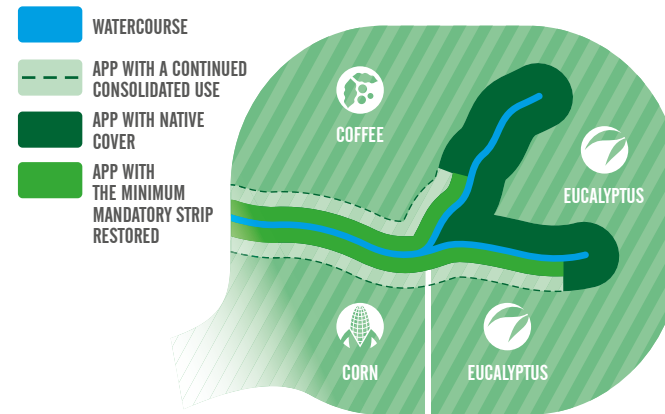 WATERCOURSE
APP WITH A CONTINUED
CONSOLIDATED USE
APP WITH NATIVE
COVER
APP WITH
THE MINIMUM
MANDATORY STRIP
RESTORED
COFFEE
EUCALYPTUS
CORN
EUCALYPTUS